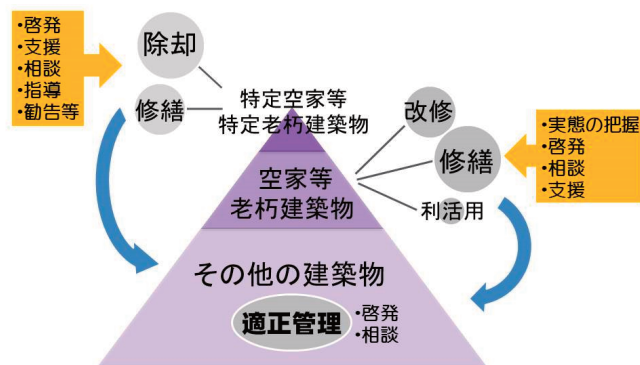 ・啓発
・支援
・相談
・指導
・勧告等
除却
修繕
特定空家等
特定老朽建築物
改修
修繕
利活用
・実態の把握
・啓発
・相談
・支援
空家等
老朽建築物
その他の建築物
適正管理
・啓発
・相談